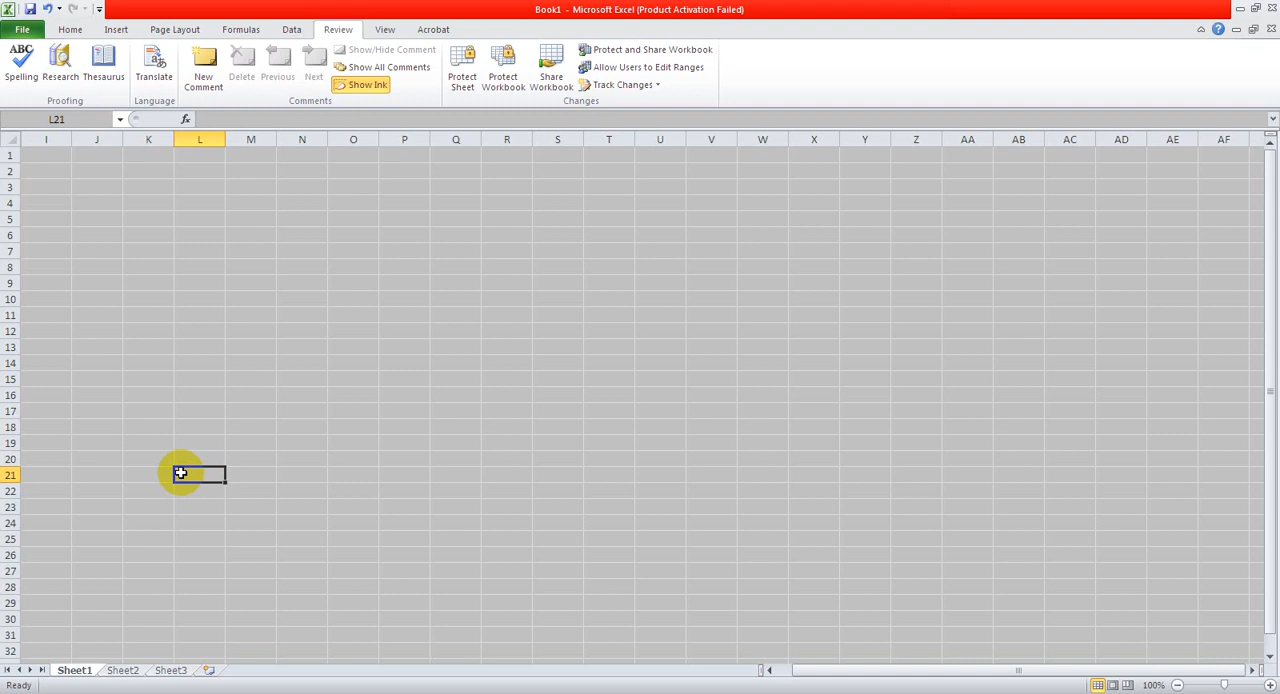 Book1 - Microsoft Excel (Product Activation Failed)
File Home Insert Page Layout Formulas Data Review View Acrobat
ABC
Spelling Research Thesaurus
Proofing
Translate
Language
New Comment
Delete Previous Next
Show/Hide Comment
Show All Comments
Show Ink
Comments
Protect Sheet
Protect Workbook
Share Workbook
Protect and Share Workbook
Allow Users to Edit Ranges
Track Changes
Changes
L21 fx
I J K L M N O P Q R S T U V W X Y Z AA AB AC AD AE AF
1
2
3
4
5
6
7
8
9
10
11
12
13
14
15
16
17
18
19
20
21
22
23
24
25
26
27
28
29
30
31
32
Sheet1 Sheet2 Sheet3
Ready 100%